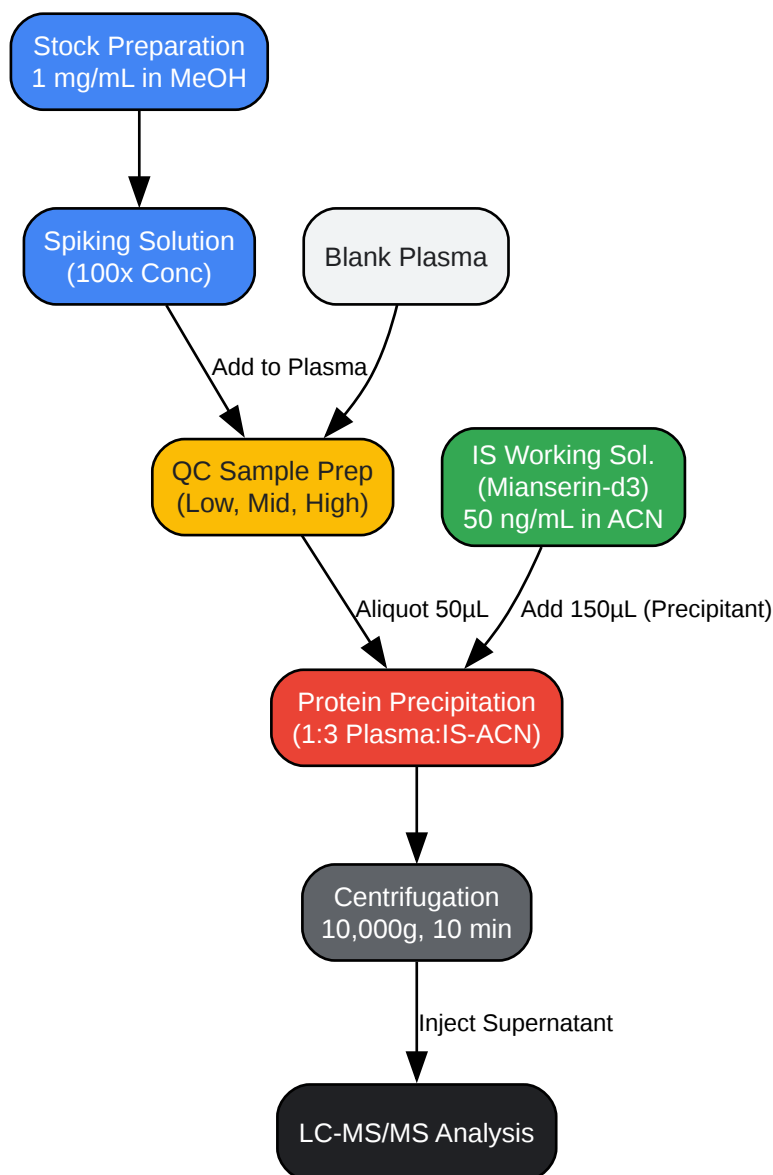 Stock Preparation
1 mg/mL in MeOH
Spiking Solution
(100x Conc)
Blank Plasma
Add to Plasma
QC Sample Prep
(Low, Mid, High)
IS Working Sol.
(Mianserin-d3)
50 ng/mL in ACN
Aliquot 50µL
Add 150µL (Precipitant)
Protein Precipitation
(1:3 Plasma:IS-ACN)
Centrifugation
10,000g, 10 min
Inject Supernatant
LC-MS/MS Analysis